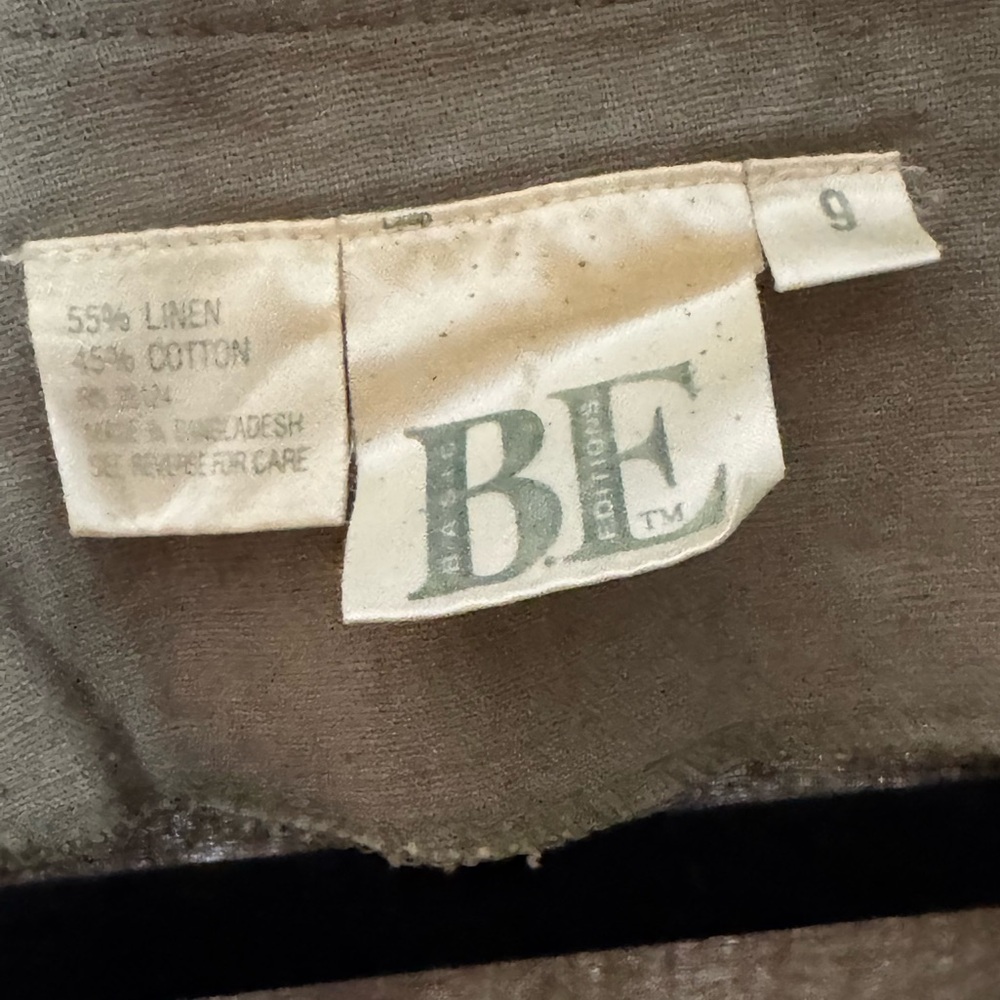 55% LINEN
45% COTTON
MADE IN BANGLADESH
SEE REVERSE FOR CARE
B.E
BASIC
EDITIONS
TM
9